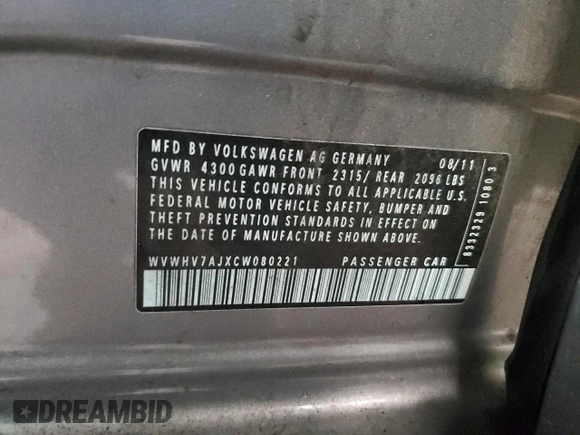 MFD BY VOLKSWAGEN AG GERMANY 08/11
GVWR 4300 GAWR FRONT 2315/ REAR 2096 LBS
THIS VEHICLE CONFORMS TO ALL APPLICABLE U.S.
FEDERAL MOTOR VEHICLE SAFETY, BUMPER AND
THEFT PREVENTION STANDARDS IN EFFECT ON
THE DATE OF MANUFACTURE SHOWN ABOVE.
WVWHV7AJXCW080221 PASSENGER CAR
8332329 1080.3
DREAMBID